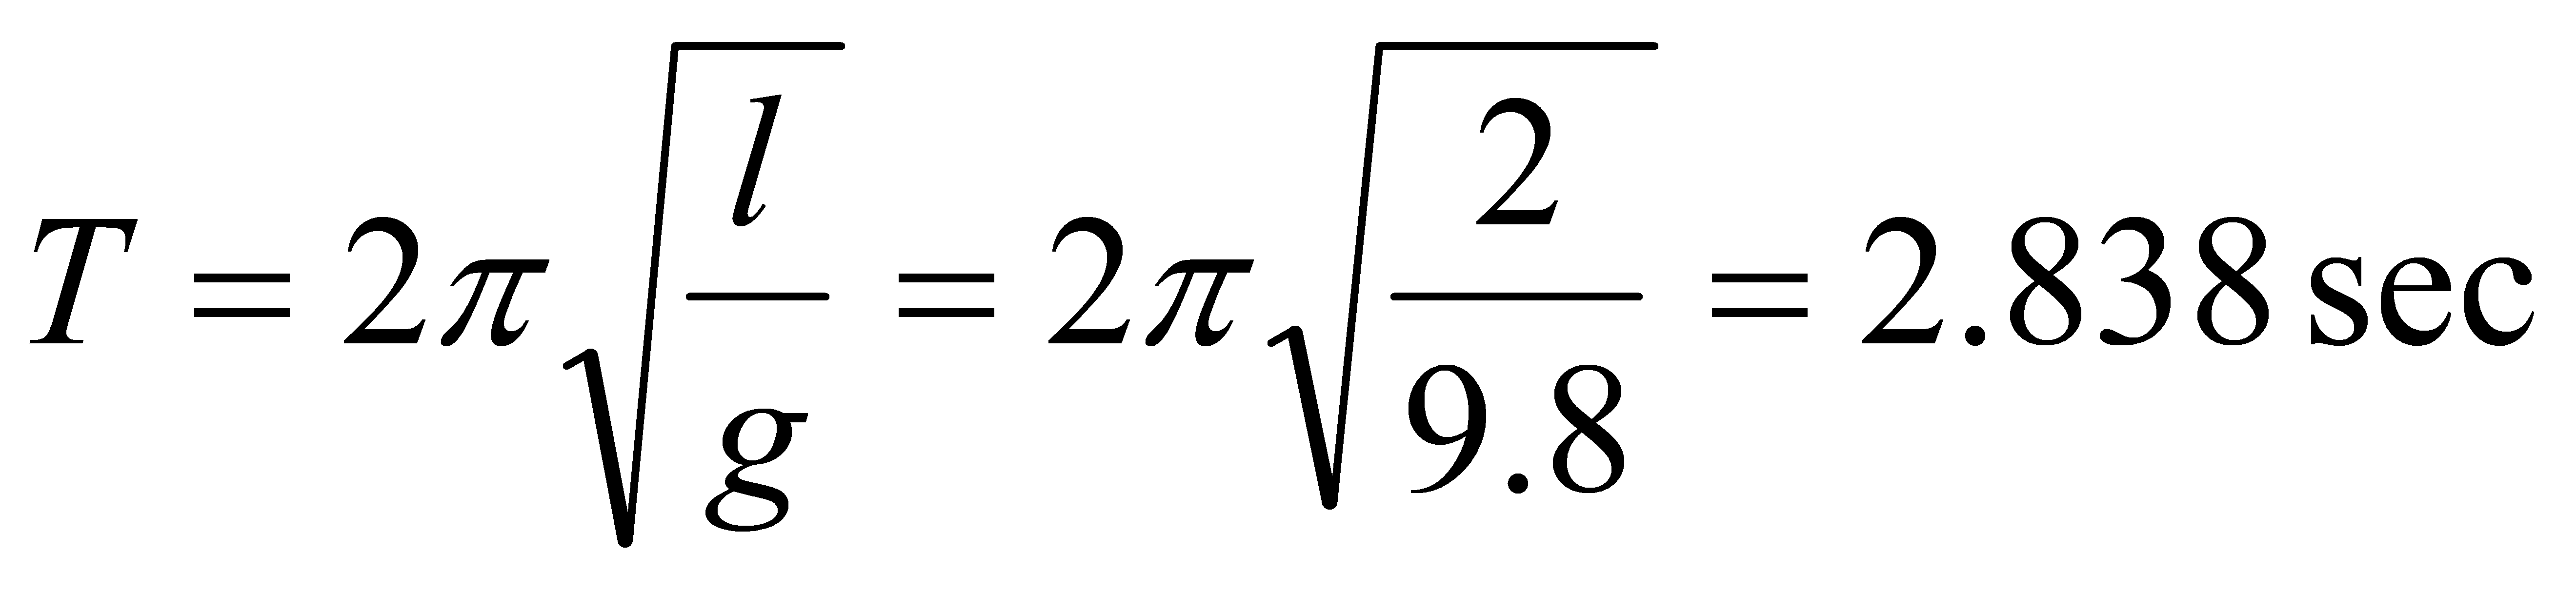 T = 2π√(l/g) = 2π√(2/9.8) = 2.838 sec